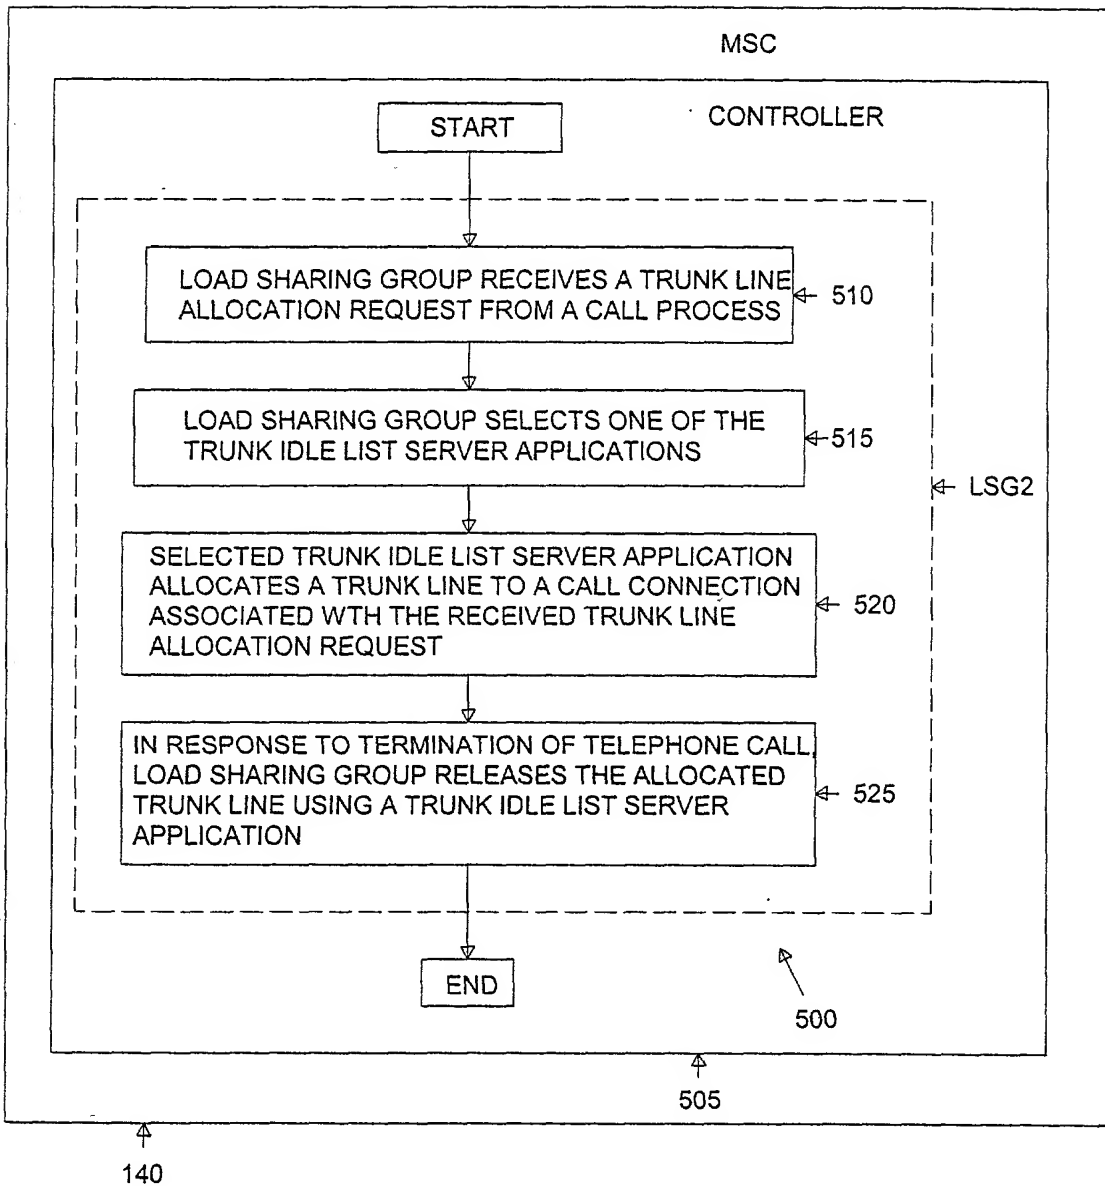 MSC
CONTROLLER
START
LOAD SHARING GROUP RECEIVES A TRUNK LINE
ALLOCATION REQUEST FROM A CALL PROCESS
510
LOAD SHARING GROUP SELECTS ONE OF THE
TRUNK IDLE LIST SERVER APPLICATIONS
515
LSG2
SELECTED TRUNK IDLE LIST SERVER APPLICATION
ALLOCATES A TRUNK LINE TO A CALL CONNECTION
ASSOCIATED WTH THE RECEIVED TRUNK LINE
ALLOCATION REQUEST
520
IN RESPONSE TO TERMINATION OF TELEPHONE CALL,
LOAD SHARING GROUP RELEASES THE ALLOCATED
TRUNK LINE USING A TRUNK IDLE LIST SERVER
APPLICATION
525
END
500
505
140